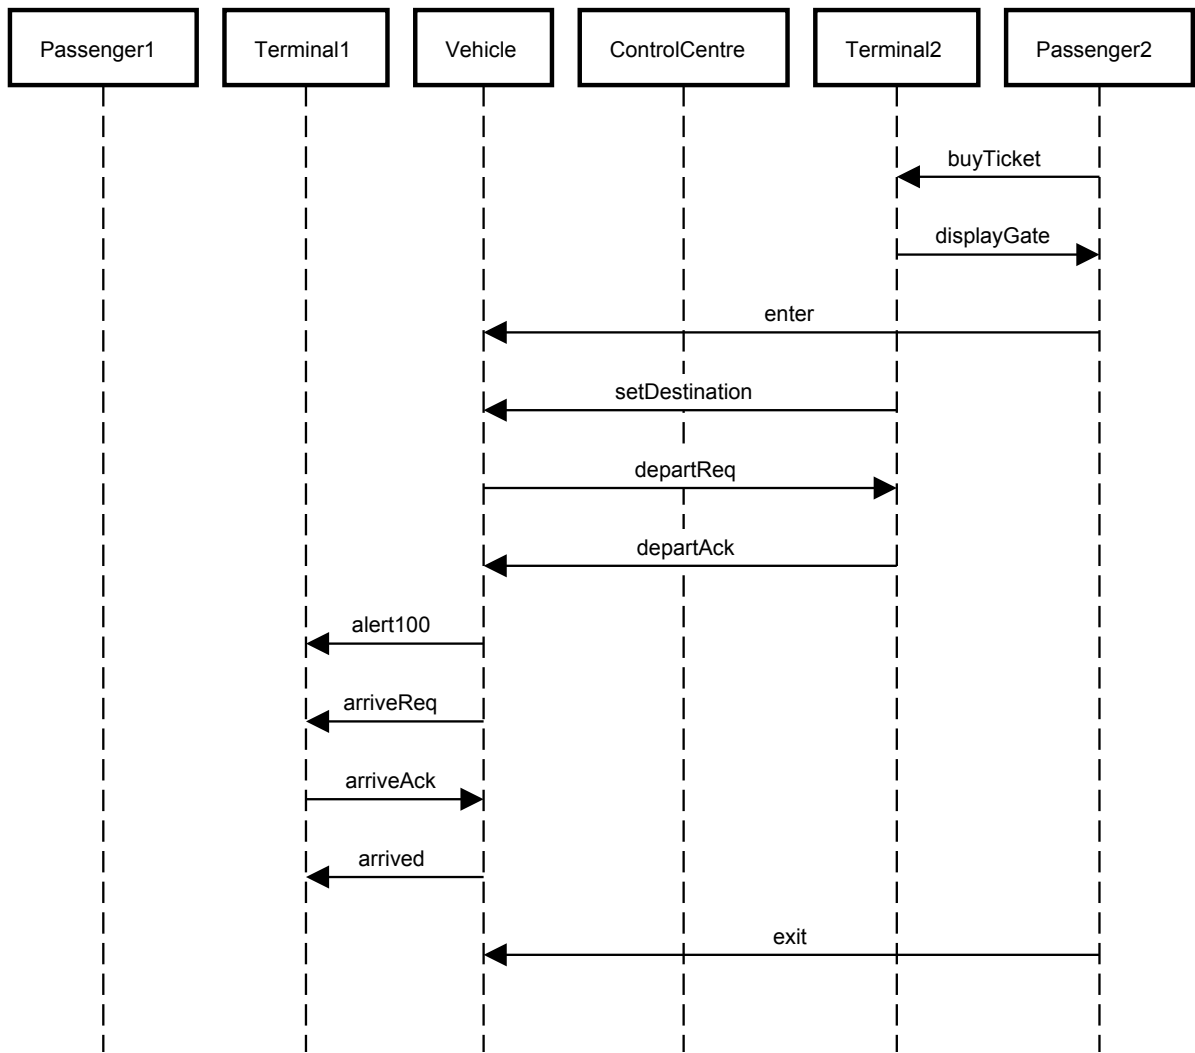 Passenger1
Terminal1
Vehicle
ControlCentre
Terminal2
Passenger2
buyTicket
displayGate
enter
setDestination
departReq
departAck
alert100
arriveReq
arriveAck
arrived
exit